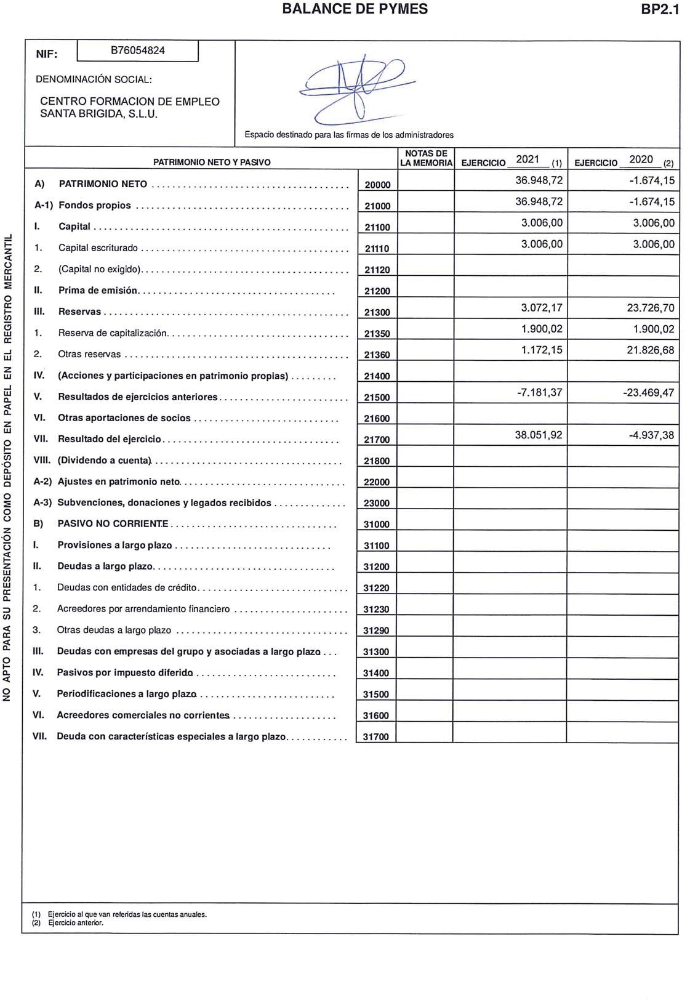 BALANCE DE PYMES
BP2.1
NIF: B76054824
DENOMINACIÓN SOCIAL:
CENTRO FORMACION DE EMPLEO
SANTA BRIGIDA, S.L.U.
Espacio destinado para las firmas de los administradores
PATRIMONIO NETO Y PASIVO NOTAS DE LA MEMORIA EJERCICIO 2021 (1) EJERCICIO 2020 (2)
A) PATRIMONIO NETO 20000 36.948,72 -1.674,15
A-1) Fondos propios 21000 36.948,72 -1.674,15
I. Capital 21100 3.006,00 3.006,00
1. Capital escriturado 21110 3.006,00 3.006,00
2. (Capital no exigido) 21120
II. Prima de emisión 21200
III. Reservas 21300 3.072,17 23.726,70
1. Reserva de capitalización 21350 1.900,02 1.900,02
2. Otras reservas 21360 1.172,15 21.826,68
IV. (Acciones y participaciones en patrimonio propias) 21400
V. Resultados de ejercicios anteriores 21500 -7.181,37 -23.469,47
VI. Otras aportaciones de socios 21600
VII. Resultado del ejercicio 21700 38.051,92 -4.937,38
VIII. (Dividendo a cuenta) 21800
A-2) Ajustes en patrimonio neto 22000
A-3) Subvenciones, donaciones y legados recibidos 23000
B) PASIVO NO CORRIENTE 31000
I. Provisiones a largo plazo 31100
II. Deudas a largo plazo 31200
1. Deudas con entidades de crédito 31220
2. Acreedores por arrendamiento financiero 31230
3. Otras deudas a largo plazo 31290
III. Deudas con empresas del grupo y asociadas a largo plazo 31300
IV. Pasivos por impuesto diferido 31400
V. Periodificaciones a largo plazo 31500
VI. Acreedores comerciales no corrientes 31600
VII. Deuda con características especiales a largo plazo 31700
(1) Ejercicio al que van referidas las cuentas anuales.
(2) Ejercicio anterior.
NO APTO PARA SU PRESENTACIÓN COMO DEPÓSITO EN PAPEL EN EL REGISTRO MERCANTIL